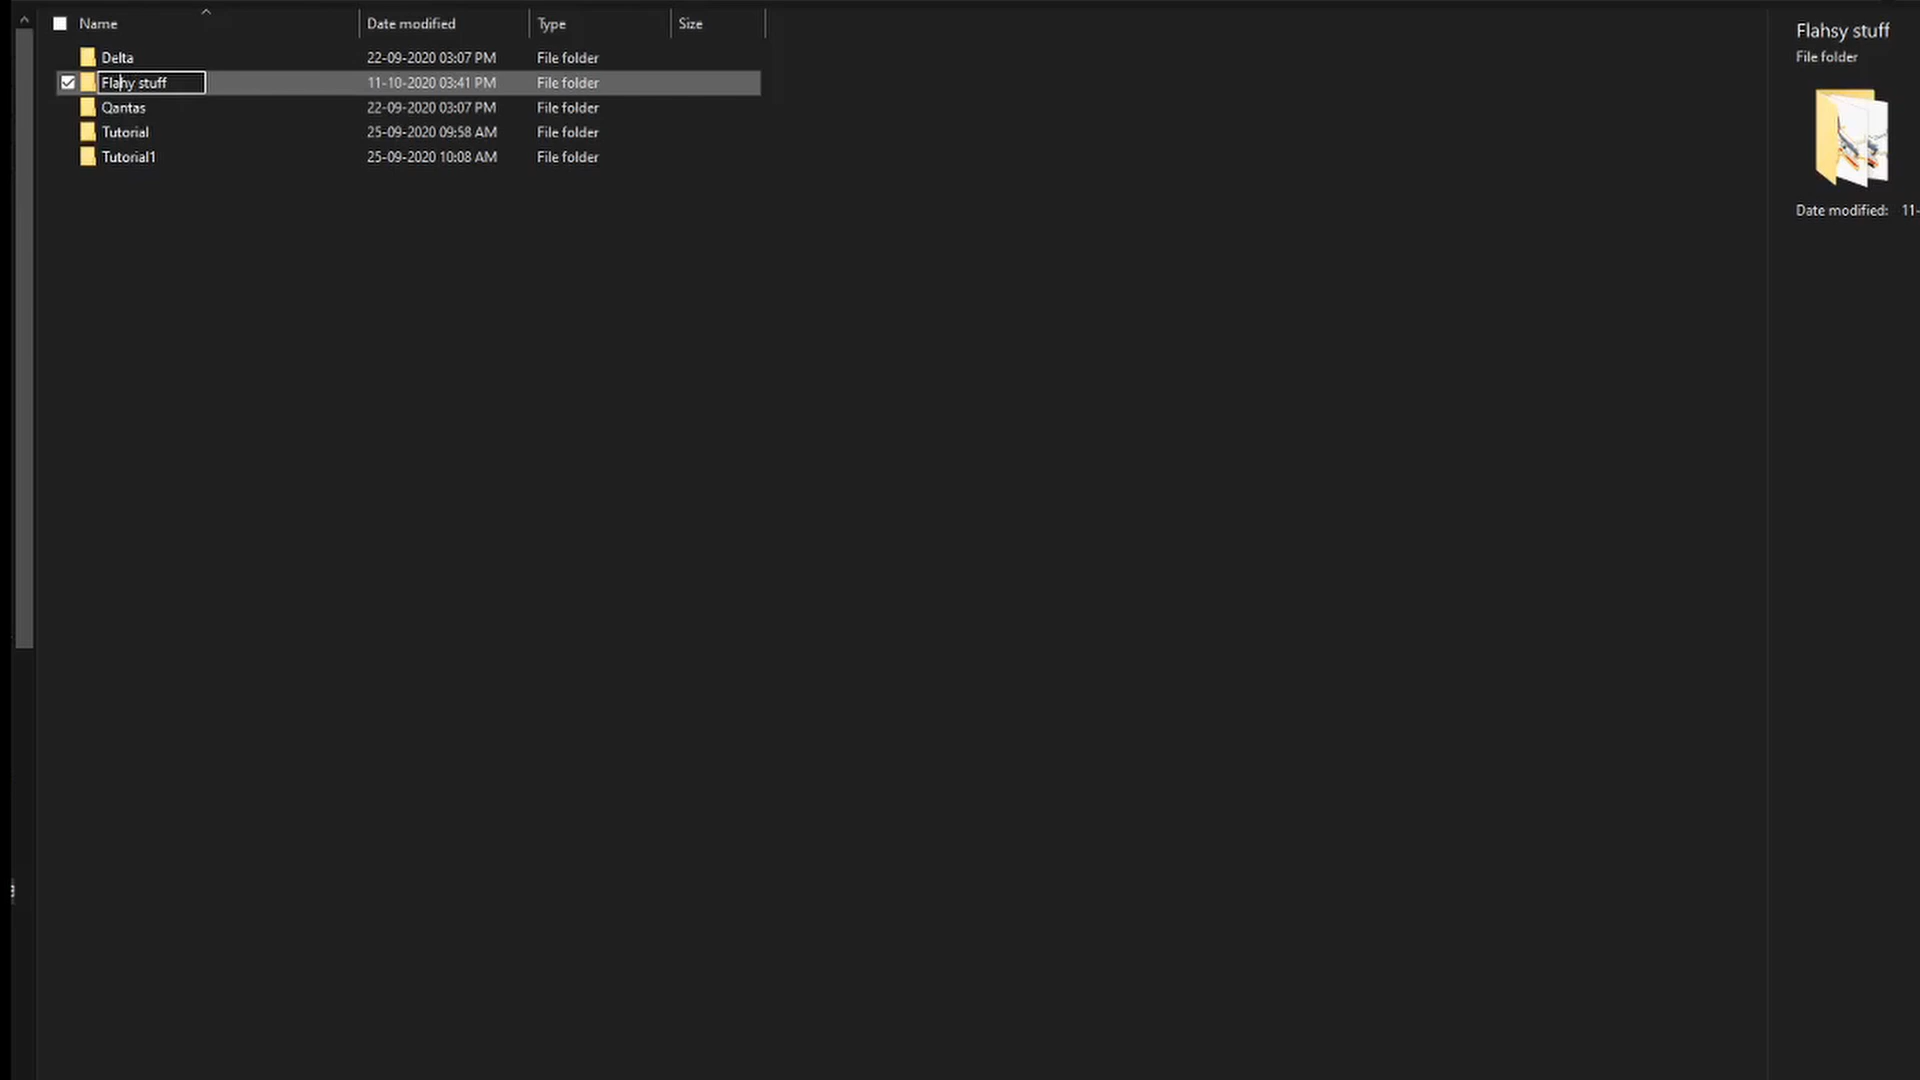 Name Date modified Type Size
Delta 22-09-2020 03:07 PM File folder
Flahy stuff 11-10-2020 03:41 PM File folder
Qantas 22-09-2020 03:07 PM File folder
Tutorial 25-09-2020 09:58 AM File folder
Tutorial1 25-09-2020 10:08 AM File folder
Flahsy stuff
File folder
Date modified: 11-